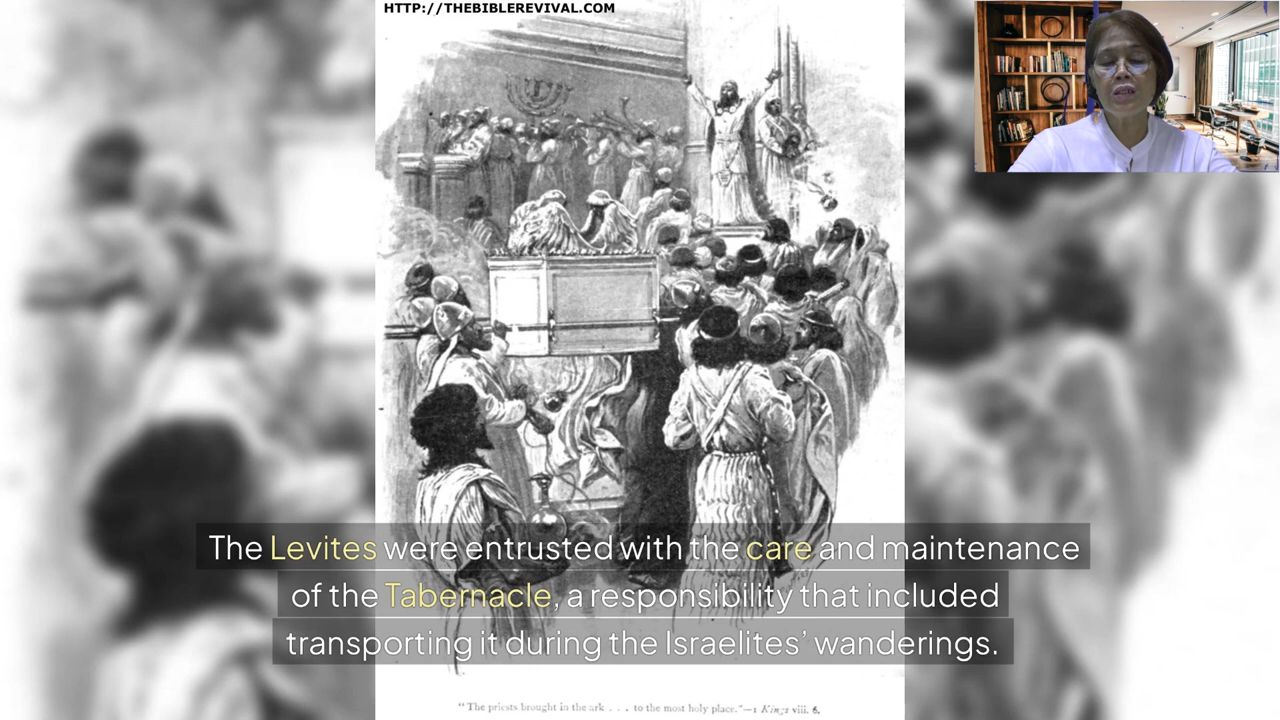 HTTP://THEBIBLEREVIVAL.COM
The Levites were entrusted with the care and maintenance
of the Tabernacle, a responsibility that included
transporting it during the Israelites’ wanderings.
"The priests brought in the ark . . . to the most holy place."—1 Kings viii. 6.